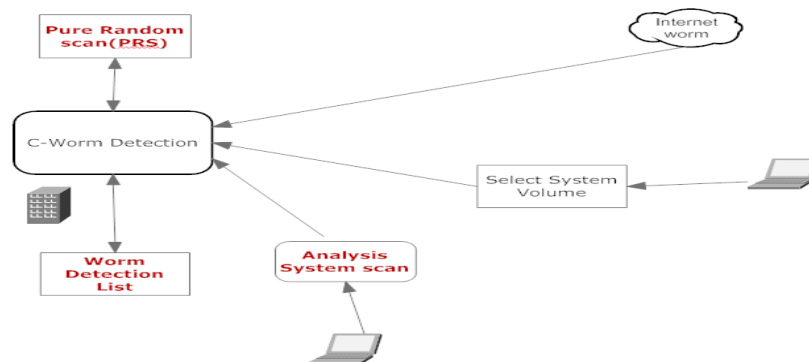 Pure Random
scan(PRS)
Internet
worm
C-Worm Detection
Select System
Volume
Analysis
System scan
Worm
Detection
List